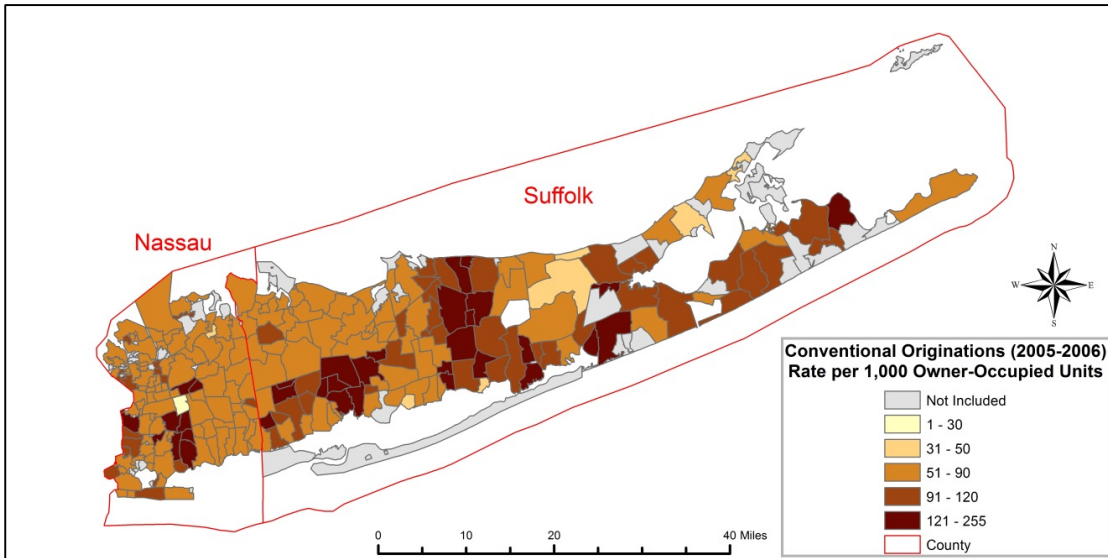 Nassau
Suffolk
N
W
E
S
Conventional Originations (2005-2006)
Rate per 1,000 Owner-Occupied Units
Not Included
1 - 30
31 - 50
51 - 90
91 - 120
121 - 255
County
0 10 20 40 Miles